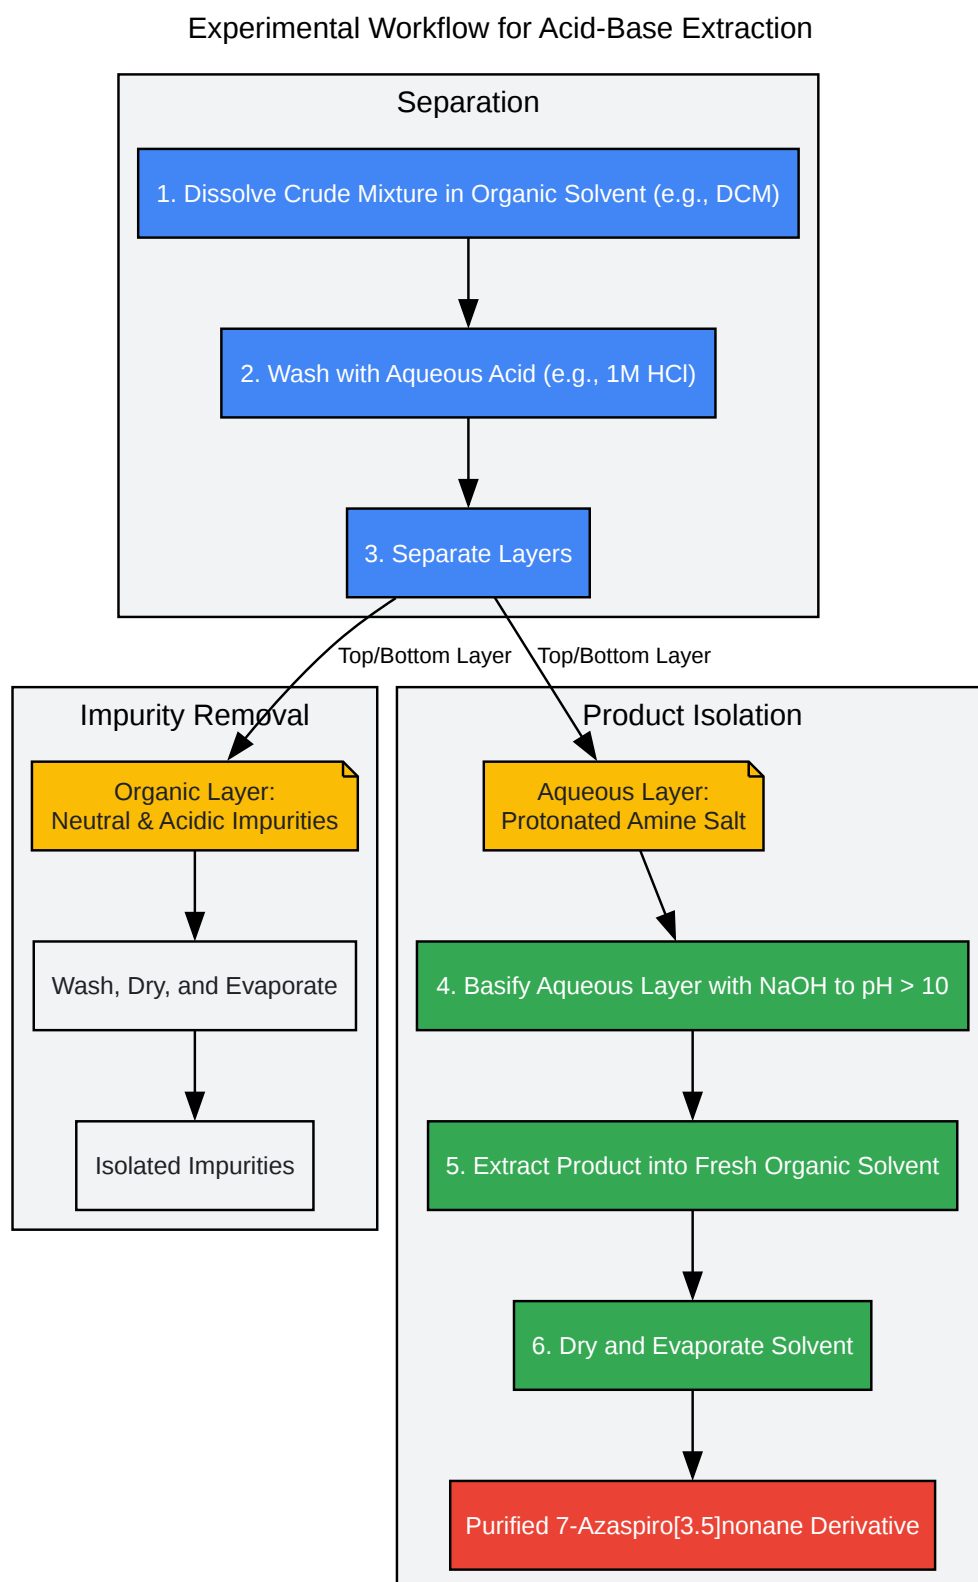 Experimental Workflow for Acid-Base Extraction
Separation
1. Dissolve Crude Mixture in Organic Solvent (e.g., DCM)
2. Wash with Aqueous Acid (e.g., 1M HCl)
3. Separate Layers
Top/Bottom Layer
Top/Bottom Layer
Impurity Removal
Organic Layer:
Neutral & Acidic Impurities
Wash, Dry, and Evaporate
Isolated Impurities
Product Isolation
Aqueous Layer:
Protonated Amine Salt
4. Basify Aqueous Layer with NaOH to pH > 10
5. Extract Product into Fresh Organic Solvent
6. Dry and Evaporate Solvent
Purified 7-Azaspiro[3.5]nonane Derivative